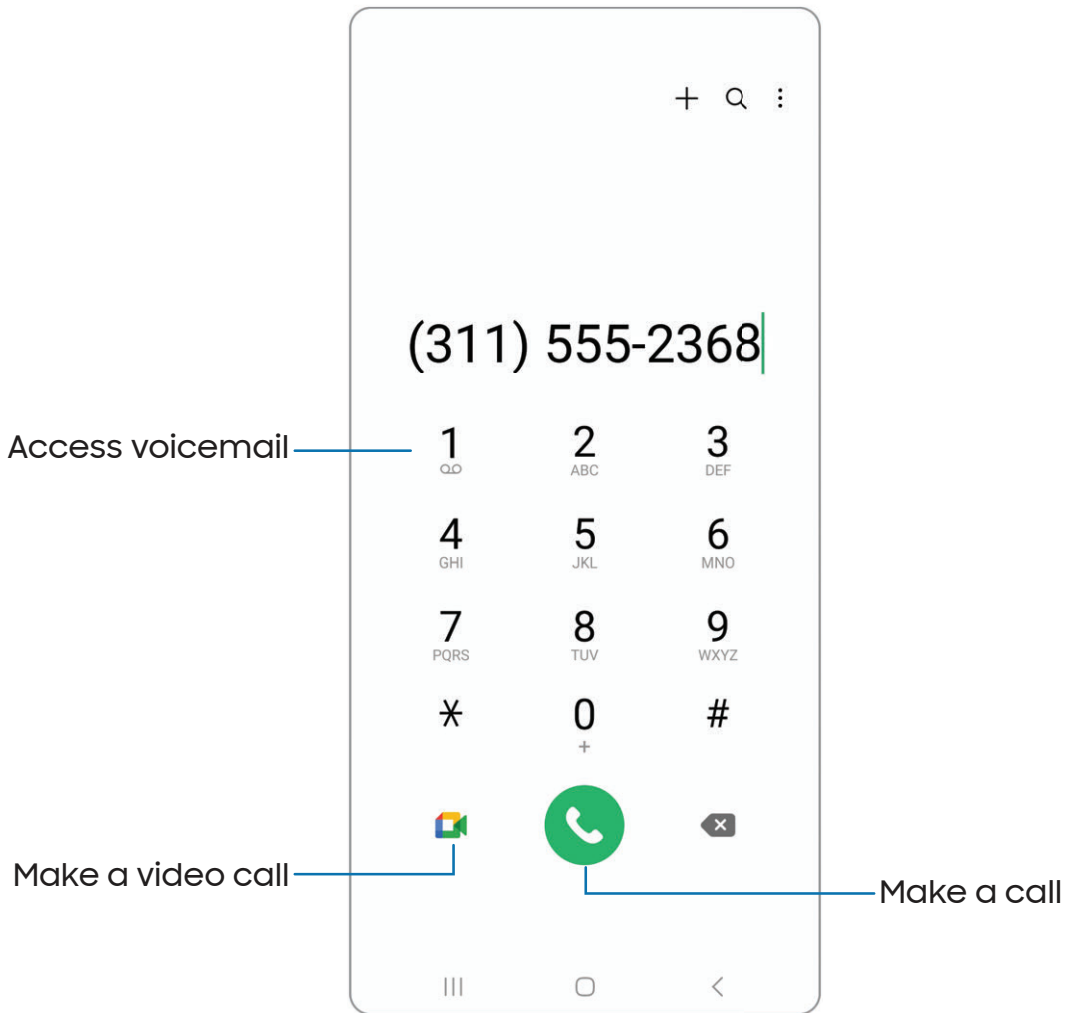 (311) 555-2368
Access voicemail
1 2 3
ABC DEF
4 5 6
GHI JKL MNO
7 8 9
PQRS TUV WXYZ
* 0 #
+
Make a video call
Make a call